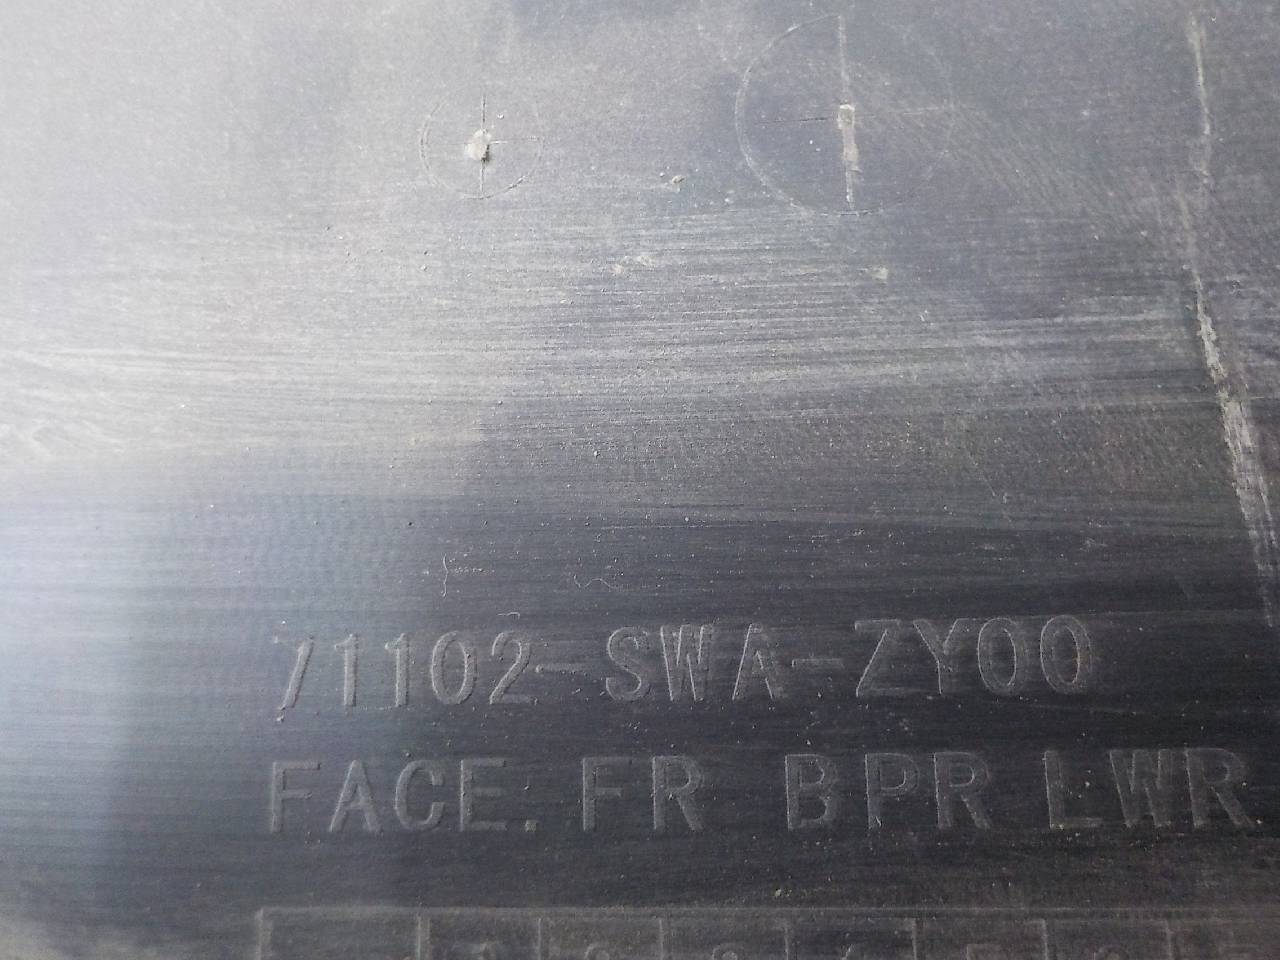 71102-SWA-ZY00
FACE. FR BPR LWR